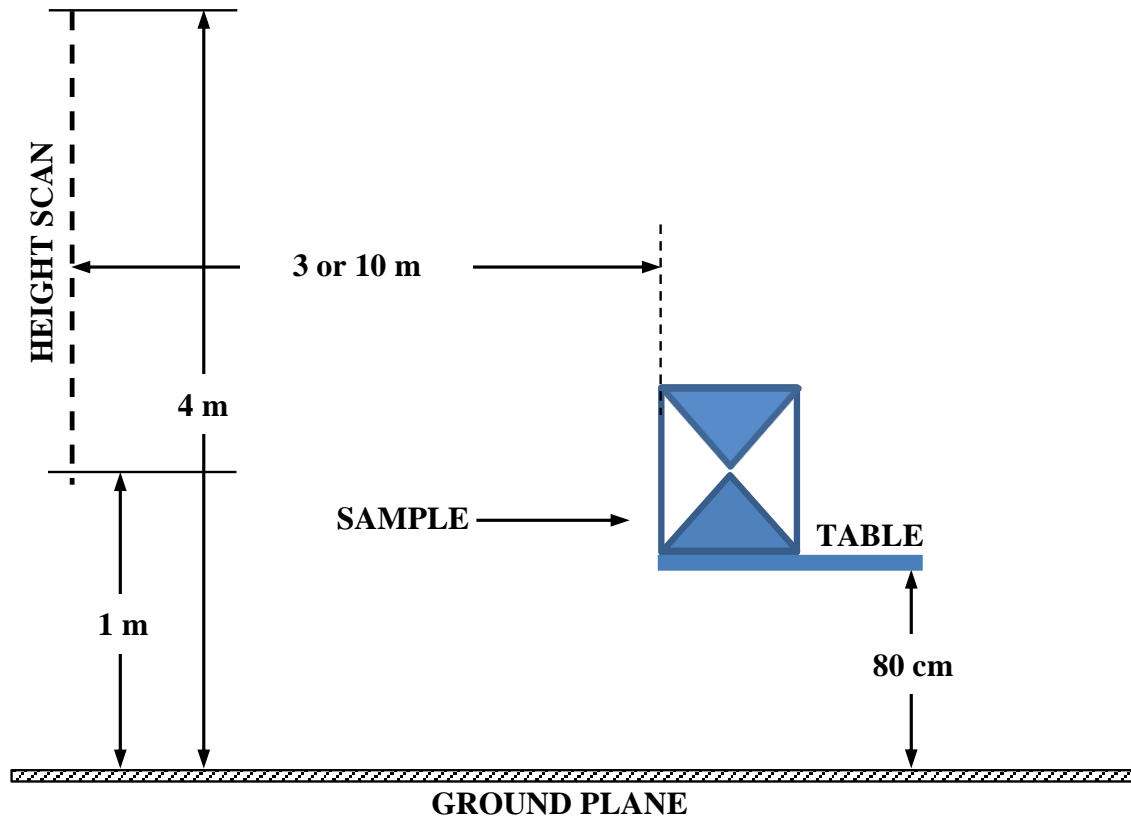 HEIGHT SCAN
3 or 10 m
4 m
SAMPLE
TABLE
1 m
80 cm
GROUND PLANE